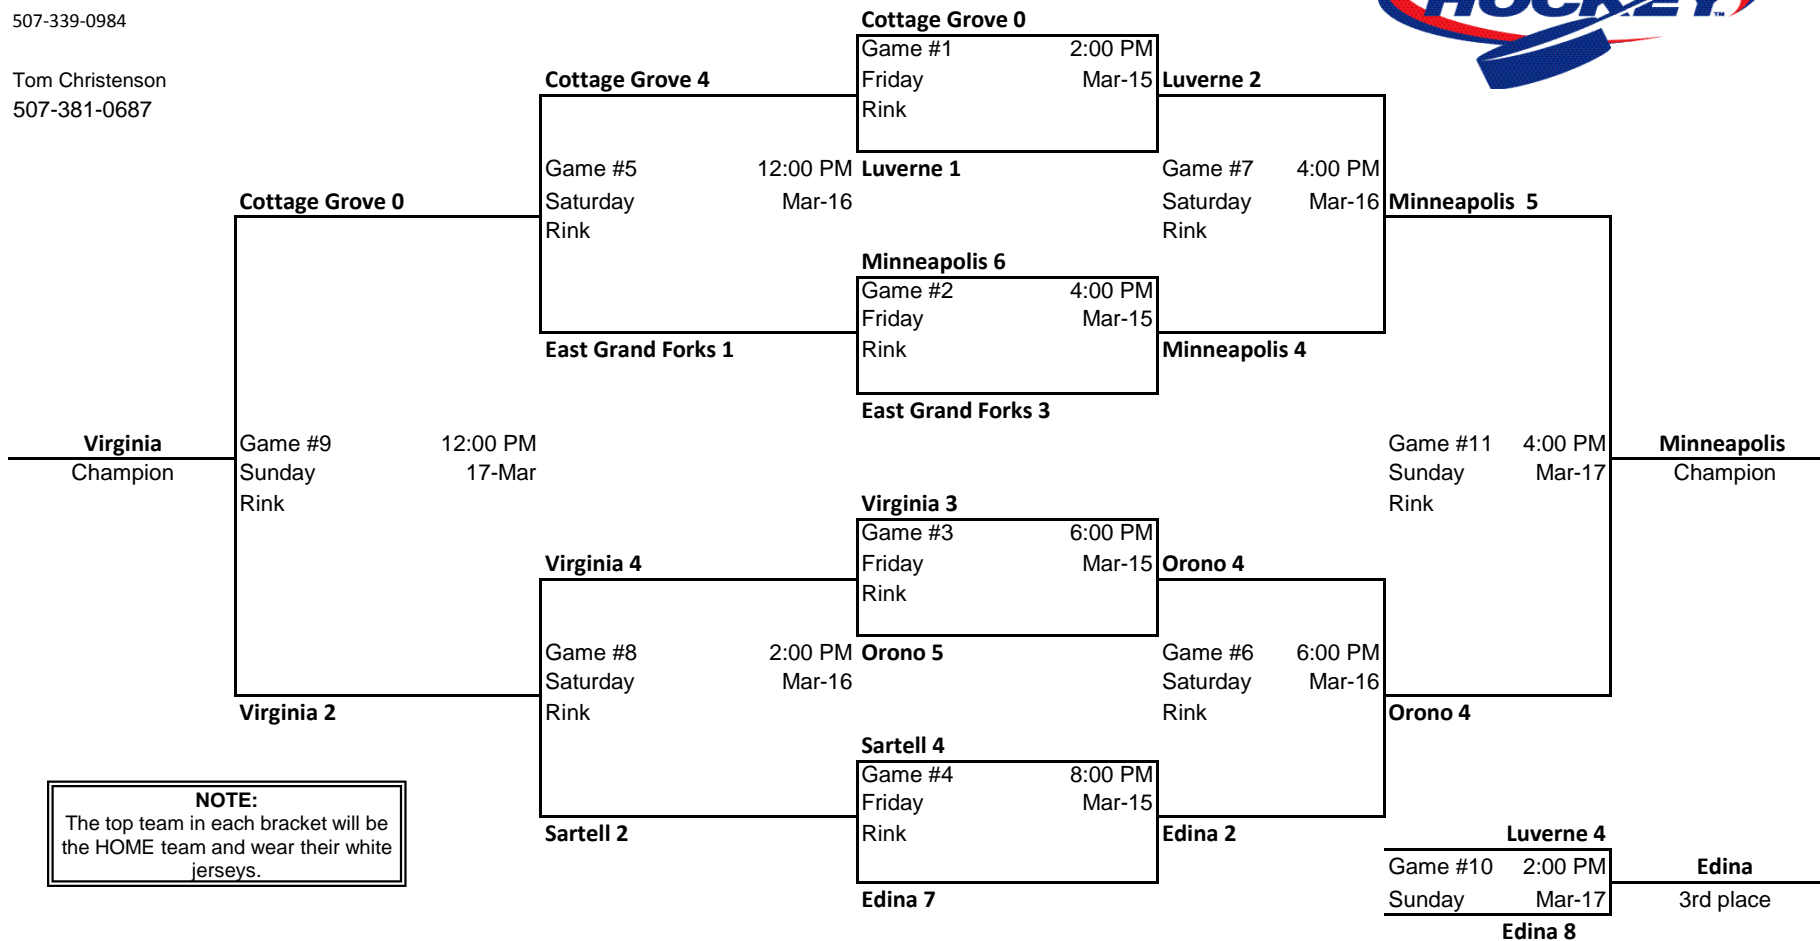 507-339-0984
Tom Christenson
507-381-0687
HOCKEY™
Cottage Grove 0
Game #1 2:00 PM
Friday Mar-15
Rink
Luverne 1
Cottage Grove 4
Luverne 2
Game #5 12:00 PM
Saturday Mar-16
Rink
Game #7 4:00 PM
Saturday Mar-16
Rink
Cottage Grove 0
Minneapolis 5
Minneapolis 6
Game #2 4:00 PM
Friday Mar-15
Rink
East Grand Forks 3
East Grand Forks 1
Minneapolis 4
Virginia
Champion
Game #9 12:00 PM
Sunday 17-Mar
Rink
Game #11 4:00 PM
Sunday Mar-17
Rink
Minneapolis
Champion
Virginia 3
Game #3 6:00 PM
Friday Mar-15
Rink
Orono 5
Virginia 4
Orono 4
Game #8 2:00 PM
Saturday Mar-16
Rink
Game #6 6:00 PM
Saturday Mar-16
Rink
Virginia 2
Orono 4
Sartell 4
Game #4 8:00 PM
Friday Mar-15
Rink
Edina 7
Sartell 2
Edina 2
NOTE:
The top team in each bracket will be
the HOME team and wear their white
jerseys.
Luverne 4
Game #10 2:00 PM
Sunday Mar-17
Edina 8
Edina
3rd place